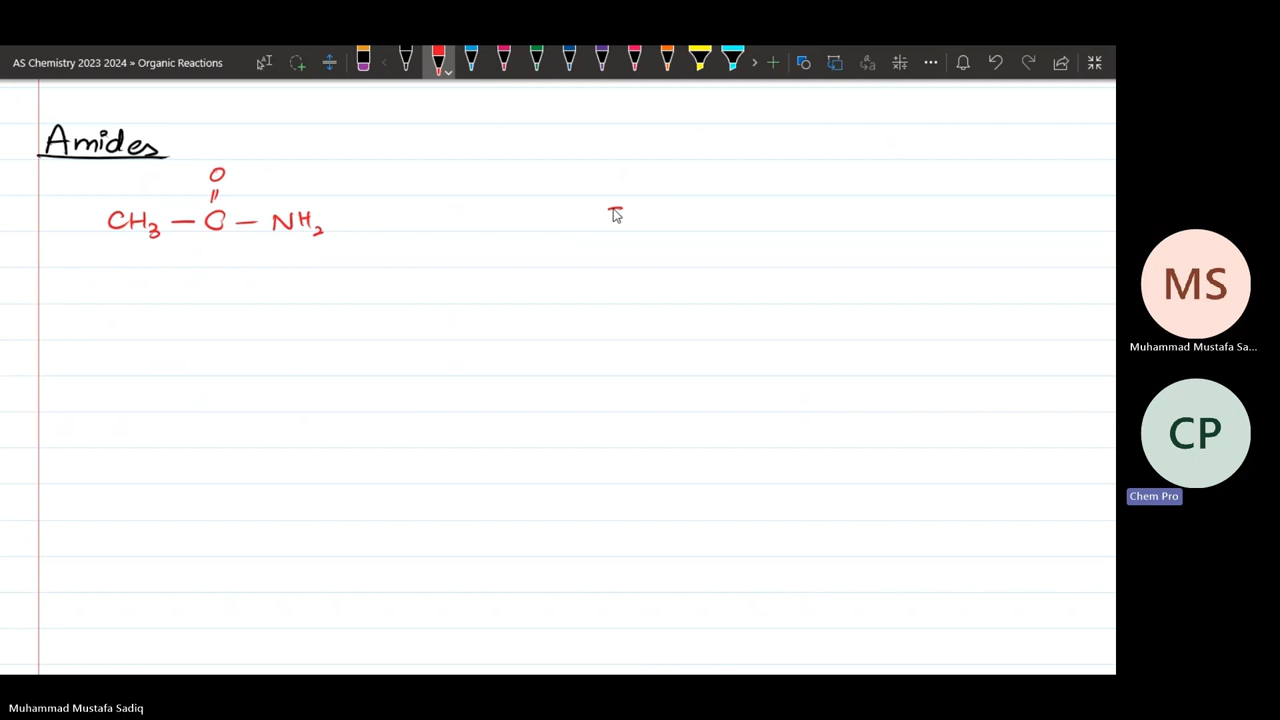 AS Chemistry 2023 2024 » Organic Reactions
Amides
O
||
CH₃ — C — NH₂
MS
Muhammad Mustafa Sa...
CP
Chem Pro
Muhammad Mustafa Sadiq